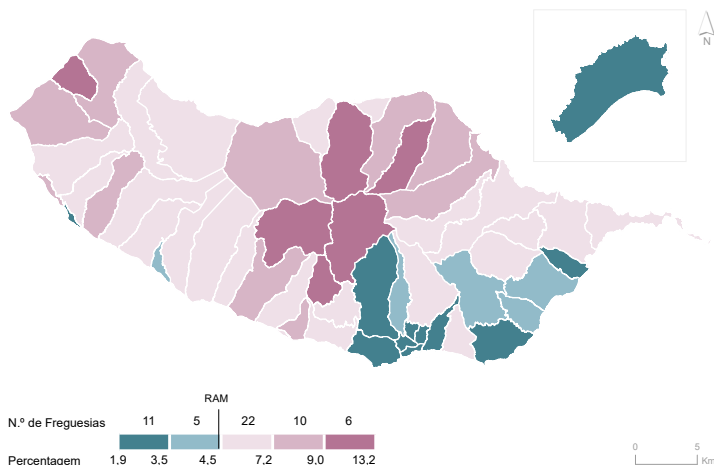 N
RAM
N.º de Freguesias 11 5 22 10 6
Percentagem 1,9 3,5 4,5 7,2 9,0 13,2
0 5
Km